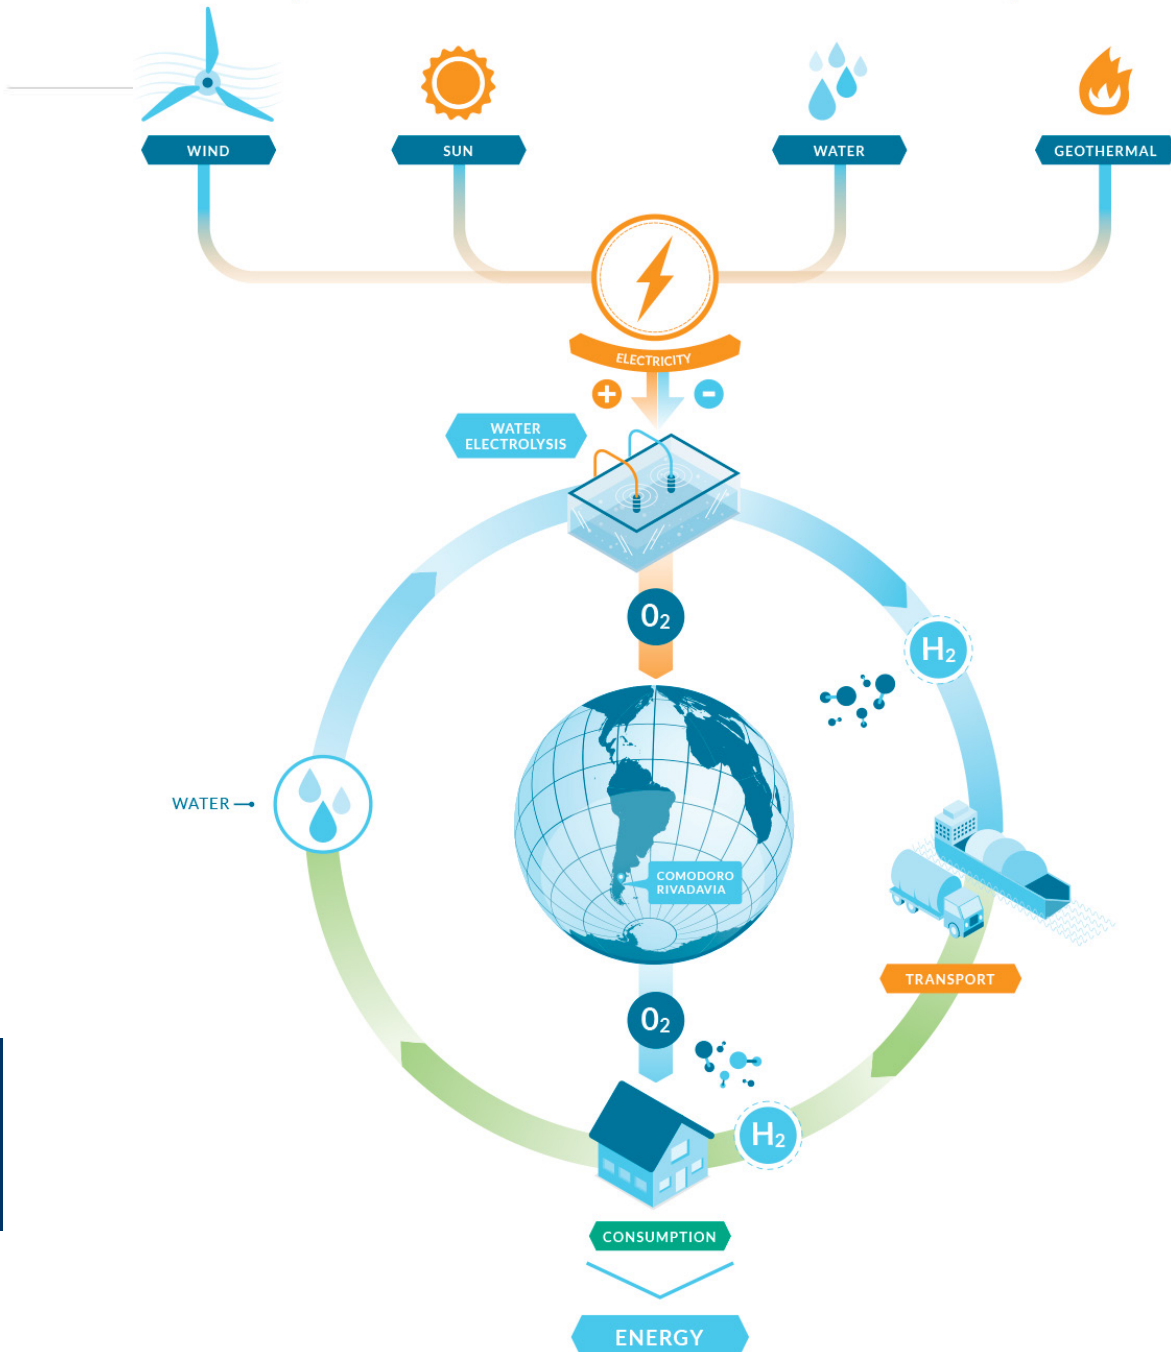 WIND
SUN
WATER
GEOTHERMAL
ELECTRICITY
+
-
WATER
ELECTROLYSIS
O₂
H₂
WATER
COMODORO
RIVADAVIA
TRANSPORT
O₂
H₂
CONSUMPTION
ENERGY